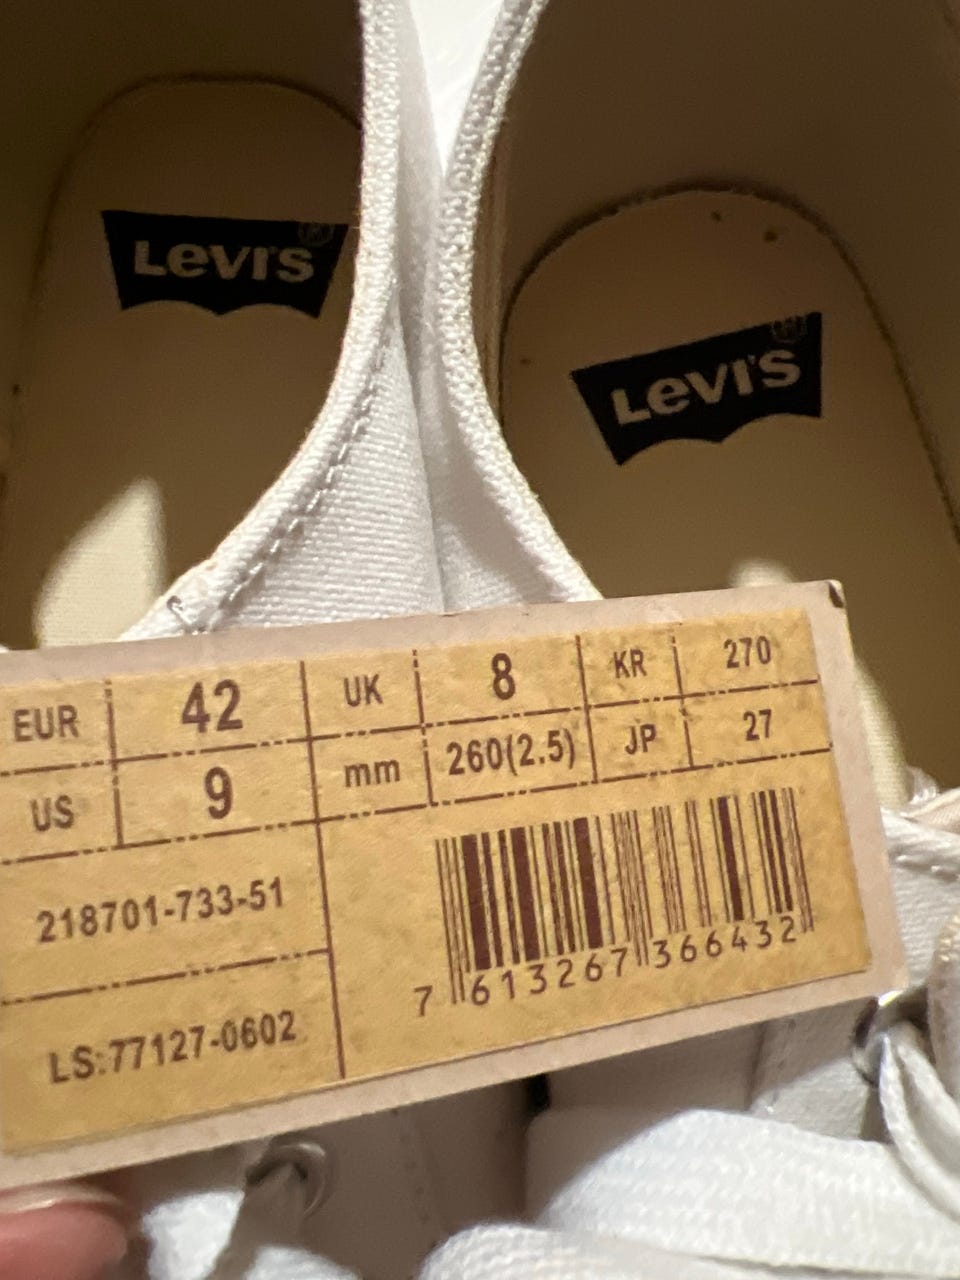 Levi's ®
Levi's ®
EUR 42 UK 8 KR 270
US 9 mm 260(2.5) JP 27
218701-733-51
LS:77127-0602
7 613267 366432